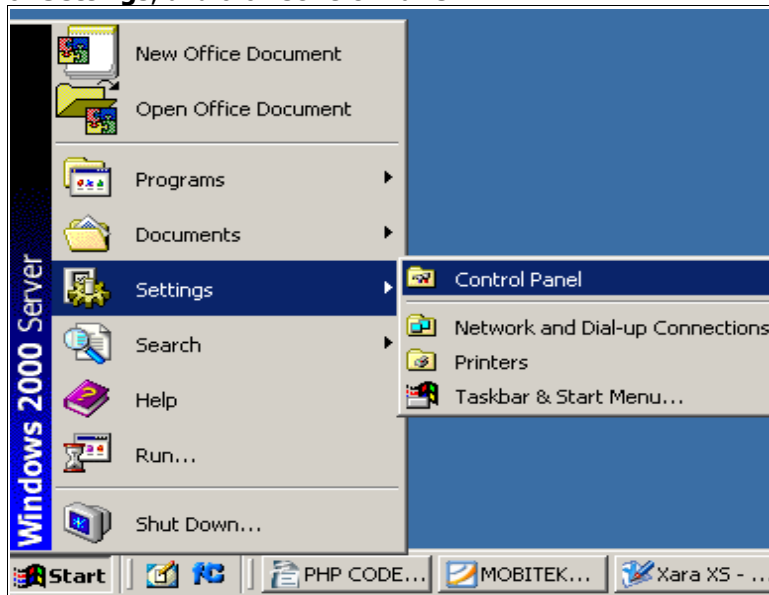 New Office Document
Open Office Document
Programs
Documents
Settings
Search
Help
Run...
Shut Down...
Windows 2000 Server
Control Panel
Network and Dial-up Connections
Printers
Taskbar & Start Menu...
Start
PHP CODE...
MOBITEK...
Xara XS - ...